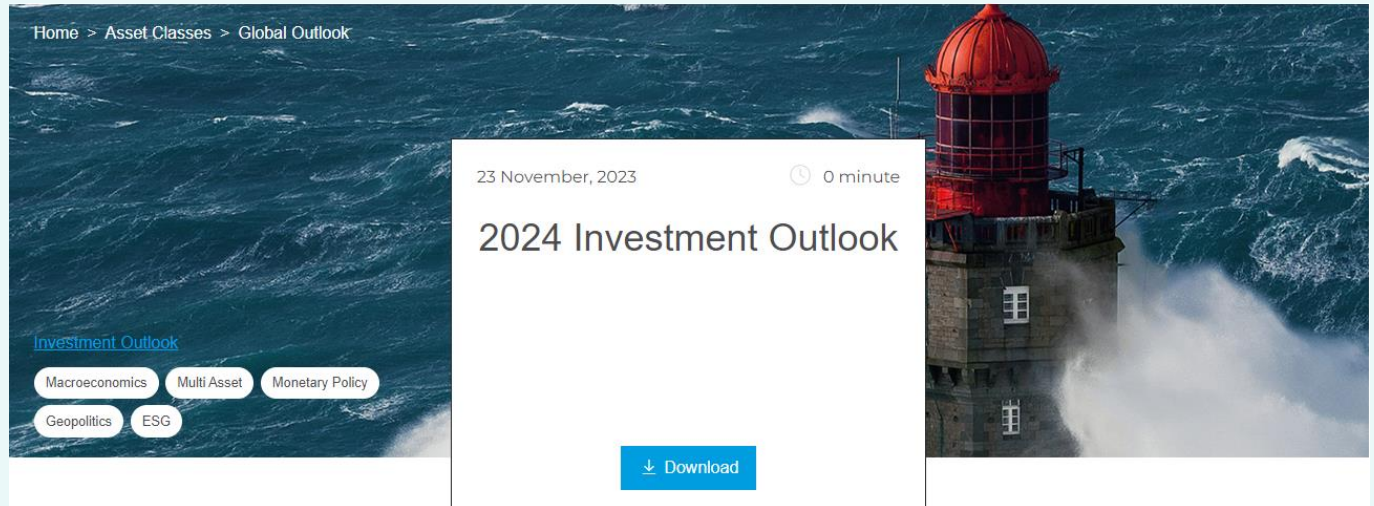 Home > Asset Classes > Global Outlook
23 November, 2023 0 minute
2024 Investment Outlook
Investment Outlook
Macroeconomics Multi Asset Monetary Policy
Geopolitics ESG
Download